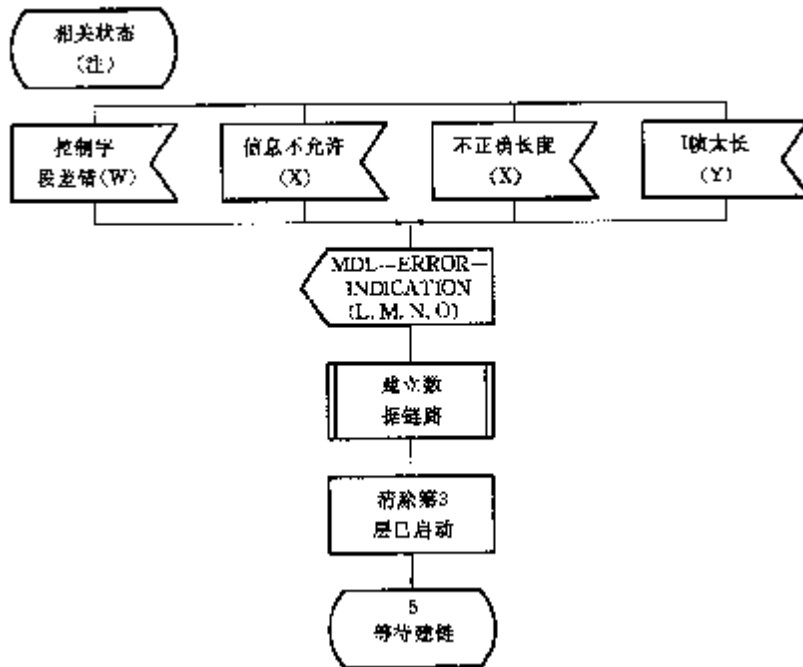 相关状态
(注)
控制字
段差错(W)
信息不允许
(X)
不正确长度
(X)
I帧太长
(Y)
MDL—ERROR—
INDICATION
(L, M, N, O)
建立数
据链路
清除第3
层已启动
5
等待建链